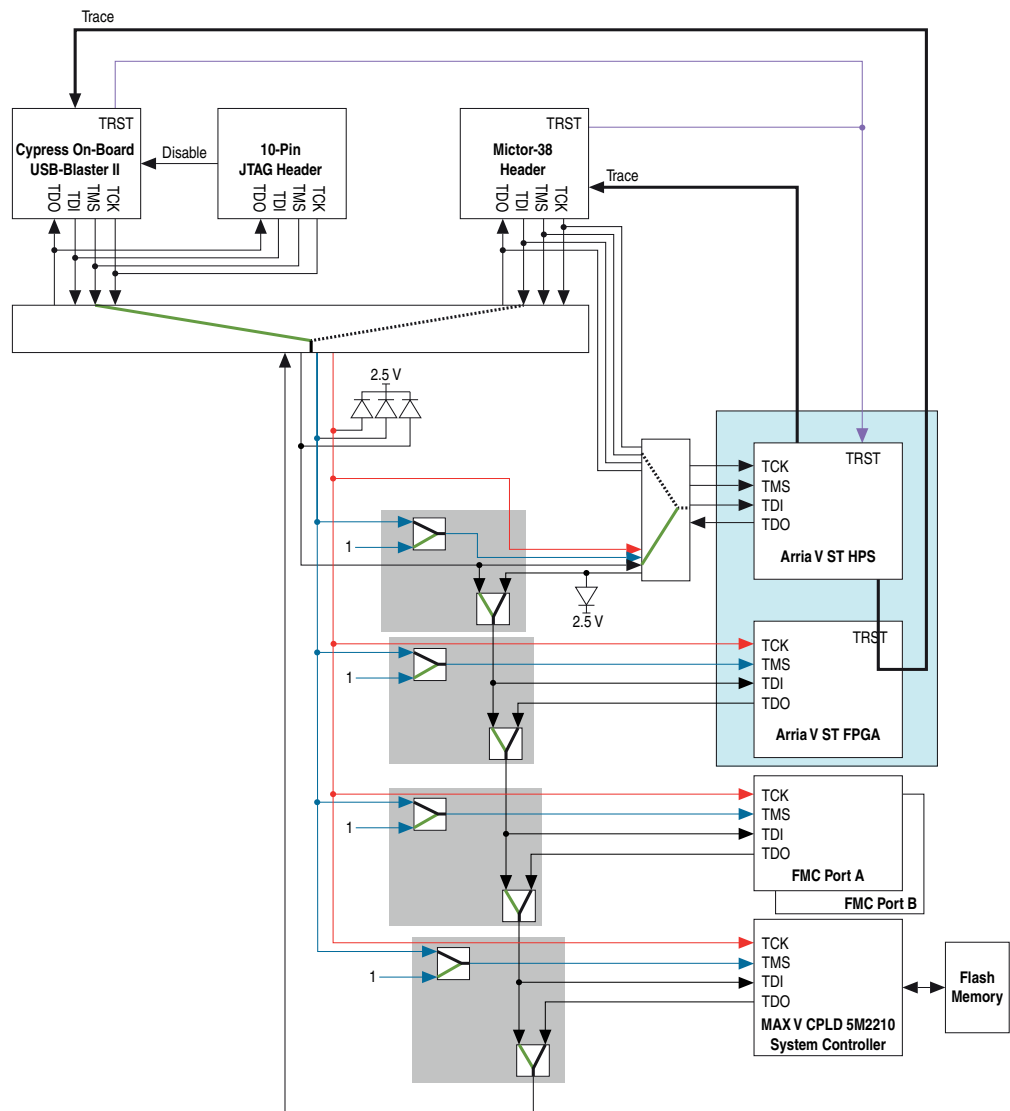 Trace
TRST
Cypress On-Board
USB-Blaster II
TDO
TDI
TMS
TCK
Disable
10-Pin
JTAG Header
TDO
TDI
TMS
TCK
TRST
Mictor-38
Header
TDO
TDI
TMS
TCK
Trace
2.5 V
TCK
TMS
TDI
TDO
TRST
Arria V ST HPS
1
2.5 V
TCK
TMS
TDI
TDO
TRST
Arria V ST FPGA
1
TCK
TMS
TDI
TDO
FMC Port A
FMC Port B
1
TCK
TMS
TDI
TDO
MAX V CPLD 5M2210
System Controller
1
Flash
Memory